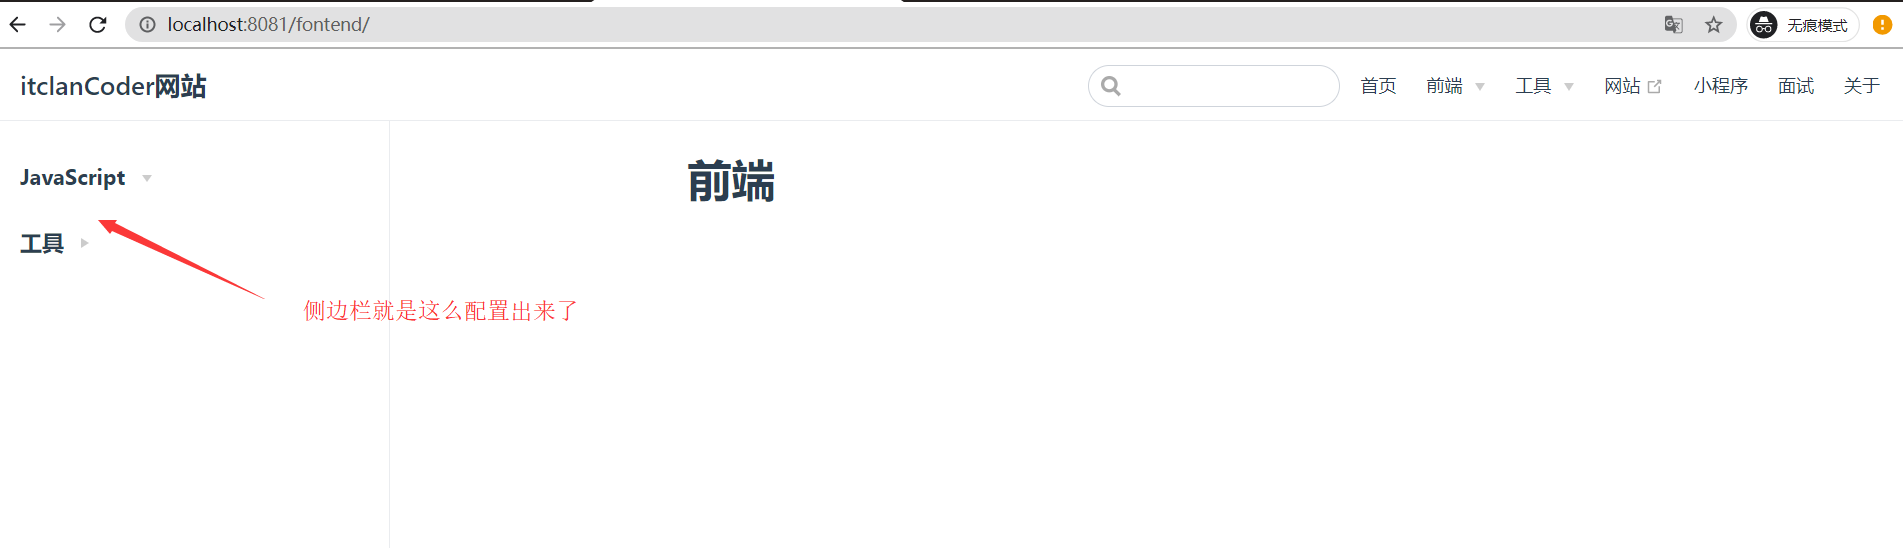 localhost:8081/fontend/
无痕模式
itclanCoder网站
首页 前端 工具 网站 小程序 面试 关于
JavaScript
前端
工具
侧边栏就是这么配置出来了